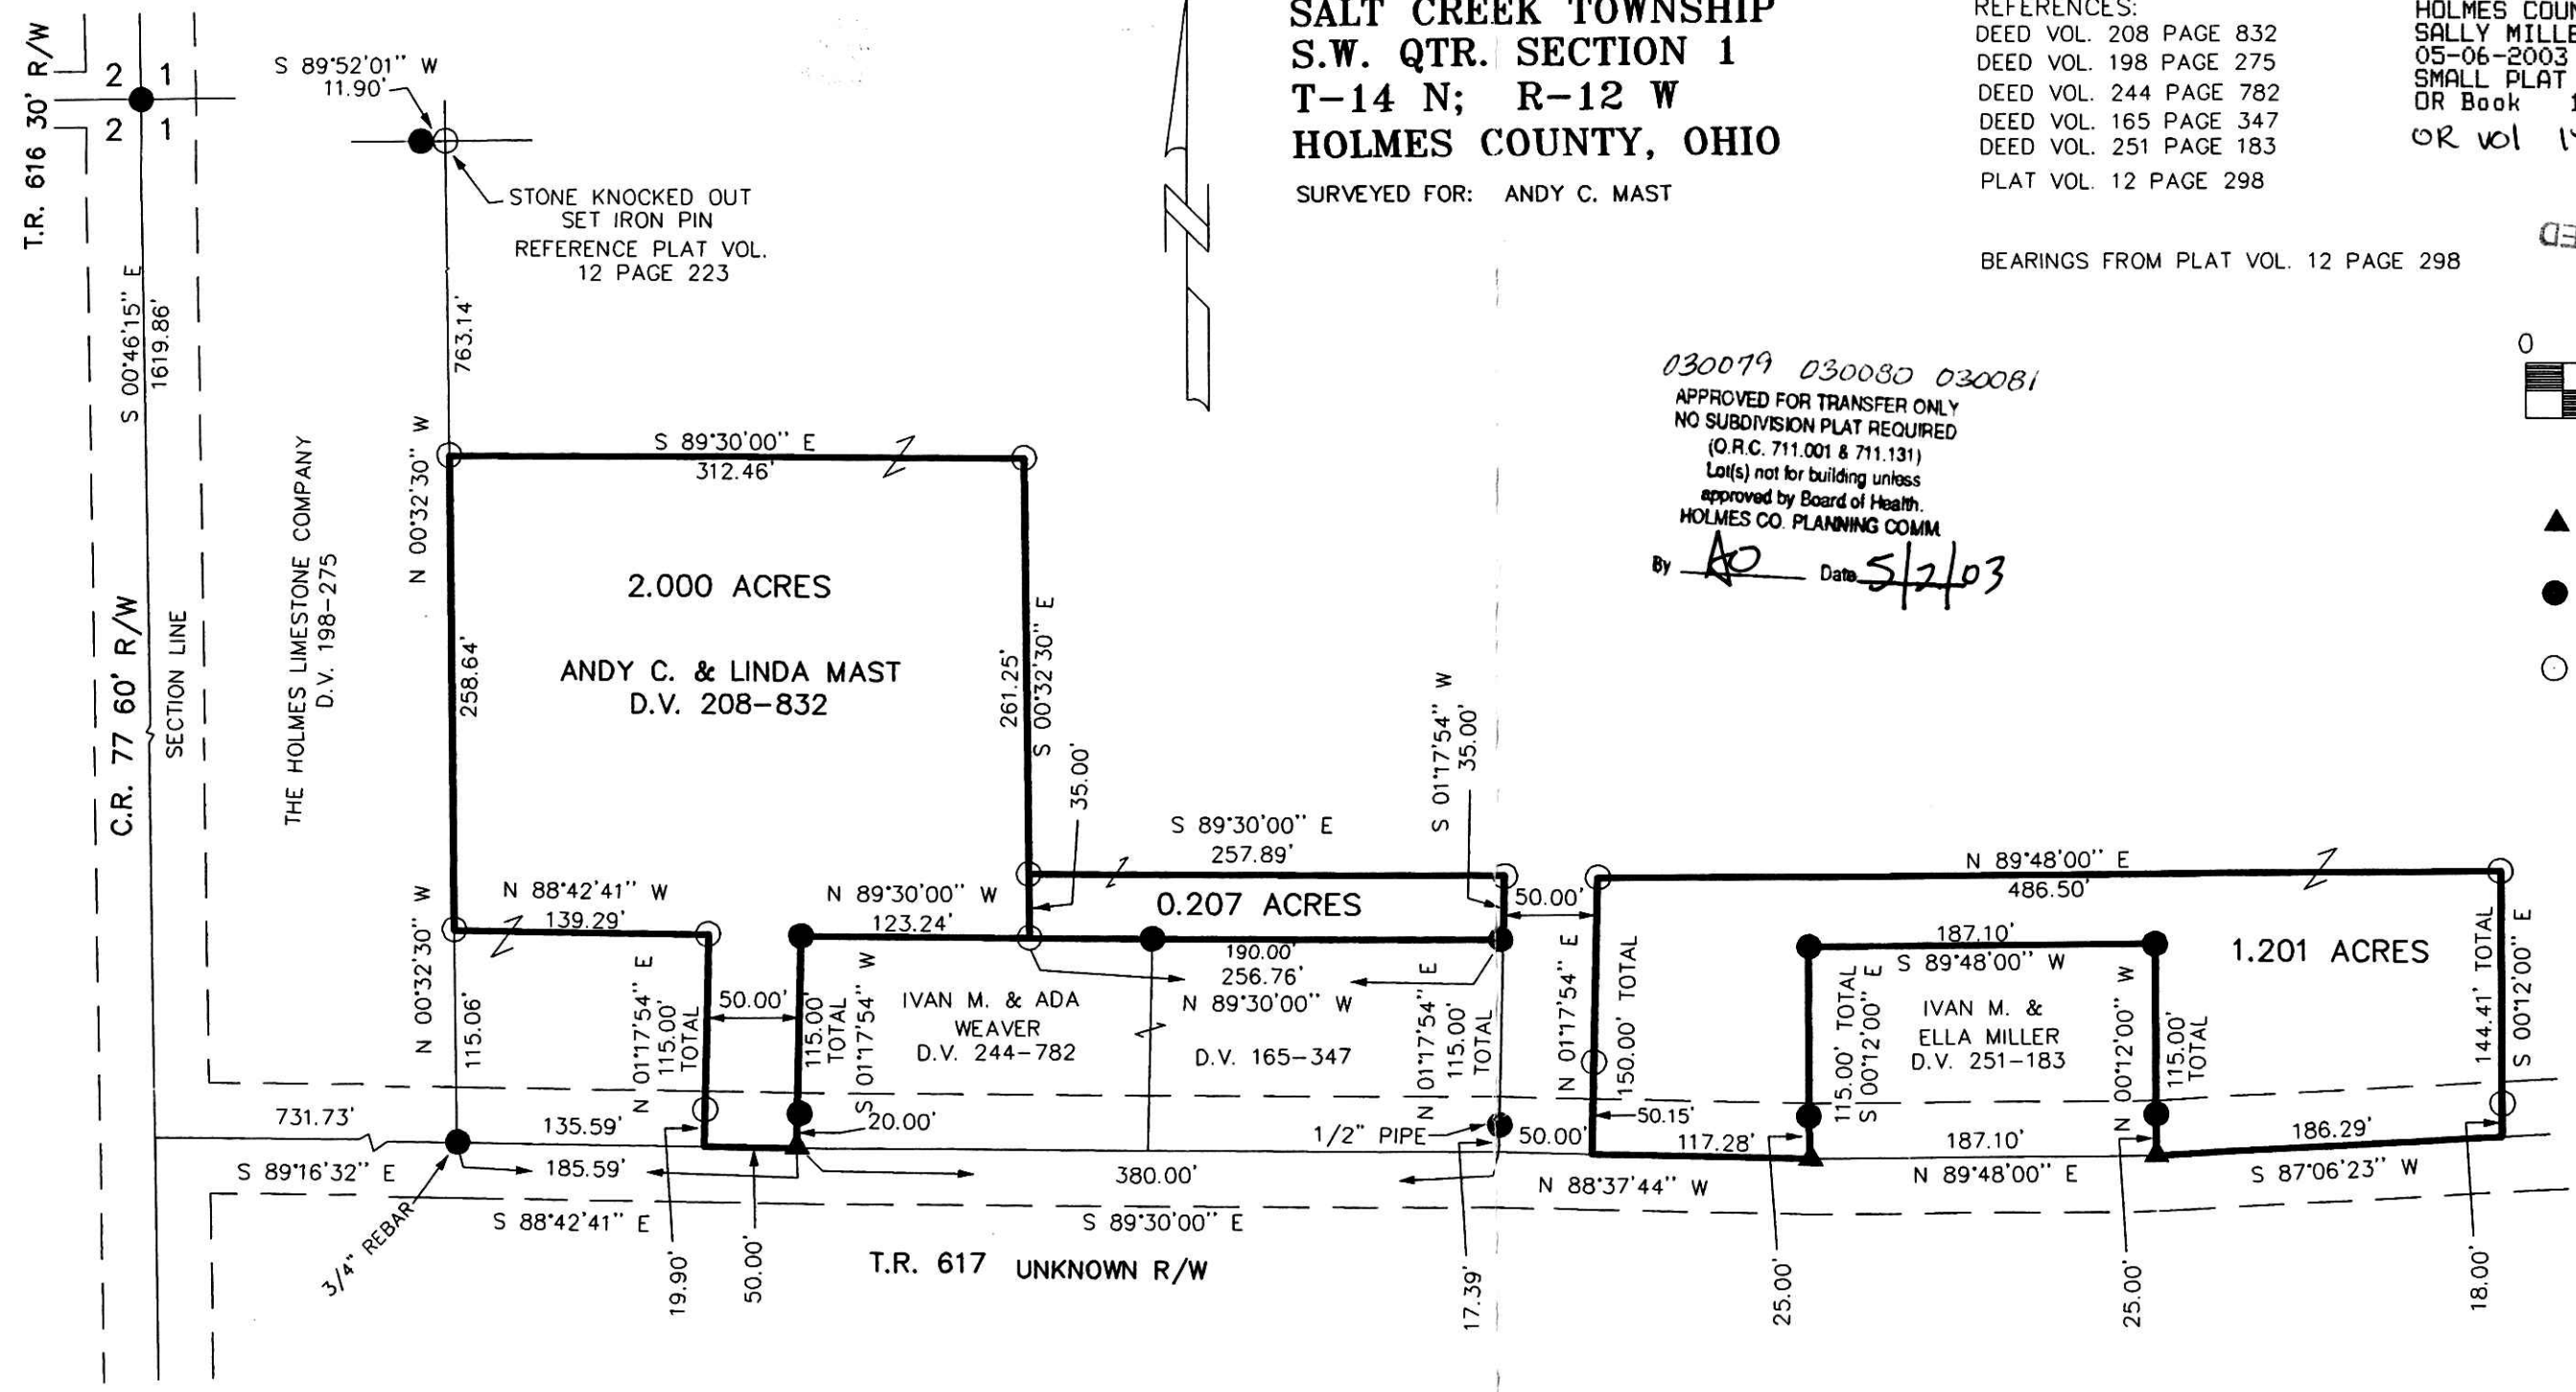 SALT CREEK TOWNSHIP
S.W. QTR. SECTION 1
T-14 N; R-12 W
HOLMES COUNTY, OHIO
SURVEYED FOR: ANDY C. MAST
REFERENCES:
DEED VOL. 208 PAGE 832
DEED VOL. 198 PAGE 275
DEED VOL. 244 PAGE 782
DEED VOL. 165 PAGE 347
DEED VOL. 251 PAGE 183
PLAT VOL. 12 PAGE 298
BEARINGS FROM PLAT VOL. 12 PAGE 298
HOLMES COUN
SALLY MILLE
05-06-2003
SMALL PLAT
OR Book 1
OR Vol 1
ED
0
T.R. 616 30' R/W
2 1
2 1
S 89°52'01" W
11.90'
STONE KNOCKED OUT
SET IRON PIN
REFERENCE PLAT VOL.
12 PAGE 223
S 00°46'15" E
1619.86'
763.14'
030079 030080 030081
APPROVED FOR TRANSFER ONLY
NO SUBDIVISION PLAT REQUIRED
(O.R.C. 711.001 & 711.131)
Lot(s) not for building unless
approved by Board of Health.
HOLMES CO. PLANNING COMM.
By AO Date 5/2/03
N 00°32'30" W
S 89°30'00" E
312.46'
THE HOLMES LIMESTONE COMPANY
D.V. 198-275
2.000 ACRES
ANDY C. & LINDA MAST
D.V. 208-832
258.64'
261.25'
S 00°32'30" E
C.R. 77 60' R/W
SECTION LINE
35.00'
S 01°17'54" W
35.00'
S 89°30'00" E
257.89'
0.207 ACRES
50.00'
N 89°48'00" E
486.50'
N 88°42'41" W
139.29'
N 89°30'00" W
123.24'
190.00'
256.76'
N 89°30'00" W
N 00°32'30" W
115.06'
N 01°17'54" E
115.00'
TOTAL
50.00'
115.00'
TOTAL
S 01°17'54" W
IVAN M. & ADA
WEAVER
D.V. 244-782
D.V. 165-347
N 01°17'54" E
115.00'
TOTAL
N 01°17'54" E
150.00' TOTAL
187.10'
S 89°48'00" W
115.00' TOTAL
S 00°12'00" E
IVAN M. &
ELLA MILLER
D.V. 251-183
N 00°12'00" W
115.00'
TOTAL
1.201 ACRES
144.41' TOTAL
S 00°12'00" E
731.73'
135.59'
20.00'
1/2" PIPE
50.00'
50.15'
117.28'
187.10'
186.29'
S 89°16'32" E
185.59'
380.00'
N 88°37'44" W
N 89°48'00" E
S 87°06'23" W
3/4" REBAR
S 88°42'41" E
S 89°30'00" E
19.90'
50.00'
T.R. 617 UNKNOWN R/W
17.39'
25.00'
25.00'
18.00'